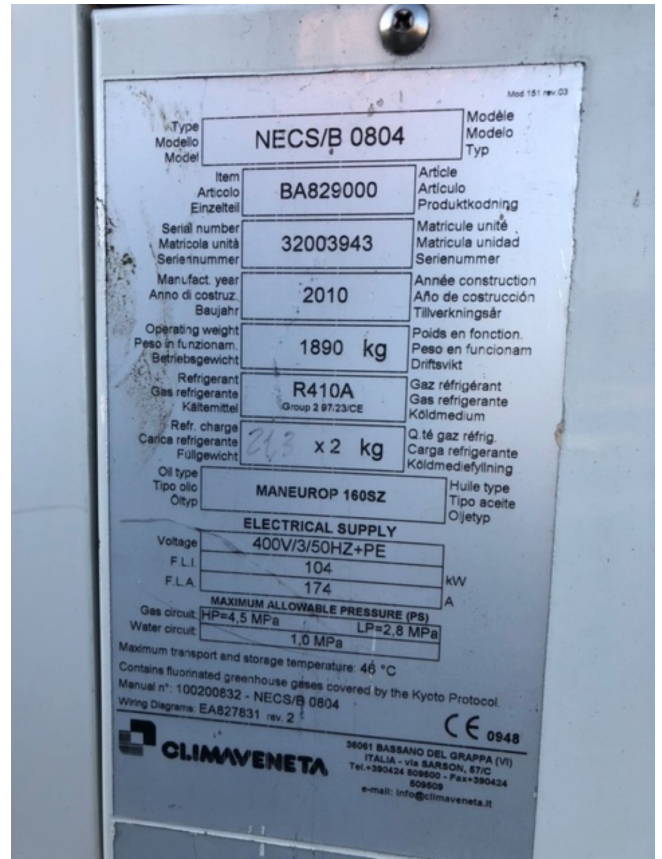 Mod.151 rev.03
Type
Modello
Model
NECS/B 0804
Modèle
Modelo
Typ
Item
Articolo
Einzelteil
BA829000
Article
Artículo
Produktkodning
Serial number
Matricola unità
Seriennummer
32003943
Matricule unité
Matricula unidad
Serienummer
Manufact. year
Anno di costruz.
Baujahr
2010
Année construction
Año de costrucción
Tillverkningsår
Operating weight
Peso in funzionam.
Betriebsgewicht
1890 kg
Poids en fonction.
Peso en funcionam
Driftsvikt
Refrigerant
Gas refrigerante
Kältemittel
R410A
Group 2 97/23/CE
Gaz réfrigérant
Gas refrigerante
Köldmedium
Refr. charge
Carica refrigerante
Füllgewicht
x 2 kg
Q.té gaz réfrig.
Carga refrigerante
Köldmediefyllning
Oil type
Tipo olio
Öltyp
MANEUROP 160SZ
Huile type
Tipo aceite
Oljetyp
ELECTRICAL SUPPLY
Voltage 400V/3/50HZ+PE
F.L.I. 104 kW
F.L.A. 174 A
MAXIMUM ALLOWABLE PRESSURE (PS)
Gas circuit: HP=4,5 MPa LP=2,8 MPa
Water circuit: 1,0 MPa
Maximum transport and storage temperature: 46 °C
Contains fluorinated greenhouse gases covered by the Kyoto Protocol.
Manual n°: 100200832 - NECS/B 0804
Wiring Diagrams: EA827831 rev. 2
CE 0948
CLIMAVENETA
36061 BASSANO DEL GRAPPA (VI)
ITALIA - via SARSON, 57/C
Tel.+390424 509500 - Fax+390424
509509
e-mail: info@climaveneta.it